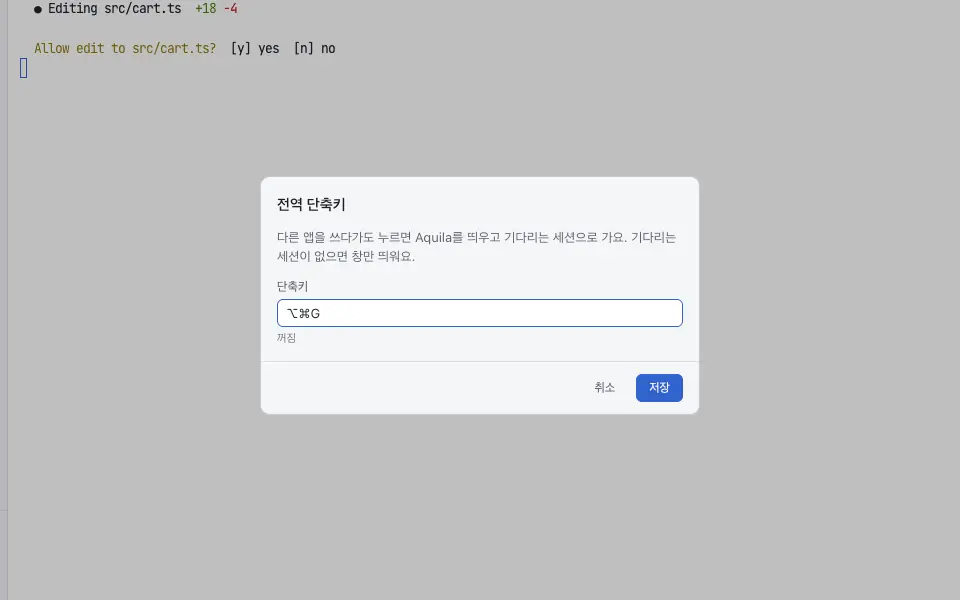 ● Editing src/cart.ts +18 -4
Allow edit to src/cart.ts? [y] yes [n] no
전역 단축키
다른 앱을 쓰다가도 누르면 Aquila를 띄우고 기다리는 세션으로 가요. 기다리는
세션이 없으면 창만 띄워요.
단축키
⌥⌘G
꺼짐
취소 저장